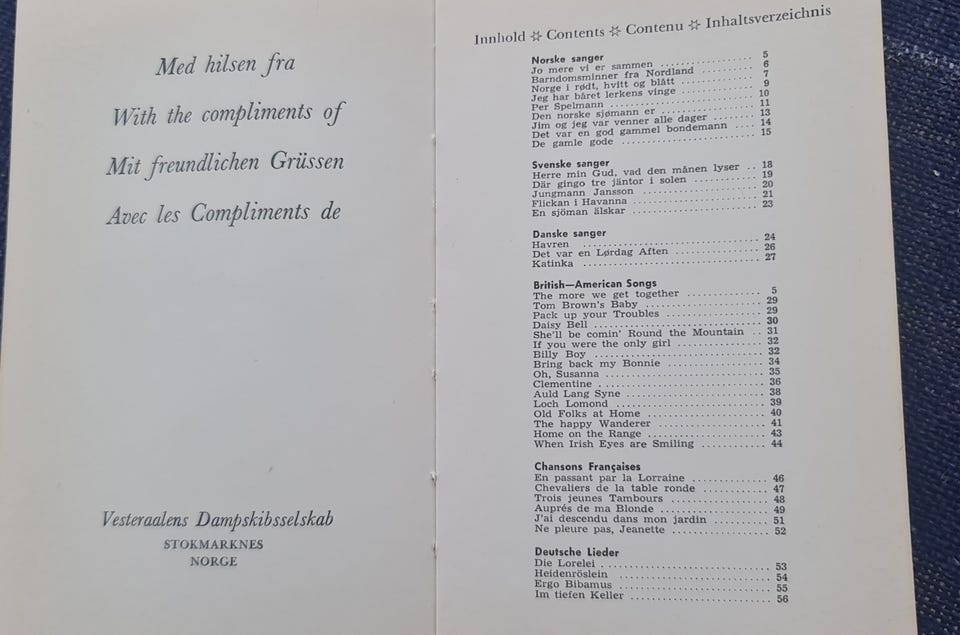 Med hilsen fra
With the compliments of
Mit freundlichen Grüssen
Avec les Compliments de
Vesteraalens Dampskibsselskab
STOKMARKNES
NORGE
Innhold ✲ Contents ✲ Contenu ✲ Inhaltsverzeichnis
Norske sanger
Jo mere vi er sammen .................. 5
Barndomsminner fra Nordland .......... 6
Norge i rødt, hvitt og blått ............ 7
Jeg har båret lerkens vinge ............ 9
Per Spelmann ........................ 10
Den norske sjømann er ................ 11
Jim og jeg var venner alle dager ........ 13
Det var en god gammel bondemann .... 14
De gamle gode ........................ 15
Svenske sanger
Herre min Gud, vad den månen lyser .. 18
Där gingo tre jäntor i solen ............ 19
Jungmann Jansson .................... 20
Flickan i Havanna .................... 21
En sjöman älskar .................... 23
Danske sanger
Havren .............................. 24
Det var en Lørdag Aften .............. 26
Katinka .............................. 27
British—American Songs
The more we get together .............. 5
Tom Brown's Baby .................... 29
Pack up your Troubles ................ 29
Daisy Bell ............................ 30
She'll be comin' Round the Mountain .. 31
If you were the only girl .............. 32
Billy Boy ............................ 32
Bring back my Bonnie ................ 34
Oh, Susanna .......................... 35
Clementine .......................... 36
Auld Lang Syne ...................... 38
Loch Lomond ........................ 39
Old Folks at Home .................... 40
The happy Wanderer .................. 41
Home on the Range .................... 43
When Irish Eyes are Smiling ............ 44
Chansons Françaises
En passant par la Lorraine ............ 46
Chevaliers de la table ronde ............ 47
Trois jeunes Tambours ................ 48
Auprés de ma Blonde .................. 49
J'ai descendu dans mon jardin .......... 51
Ne pleure pas, Jeanette ................ 52
Deutsche Lieder
Die Lorelei .......................... 53
Heidenröslein ........................ 54
Ergo Bibamus ........................ 55
Im tiefen Keller ...................... 56